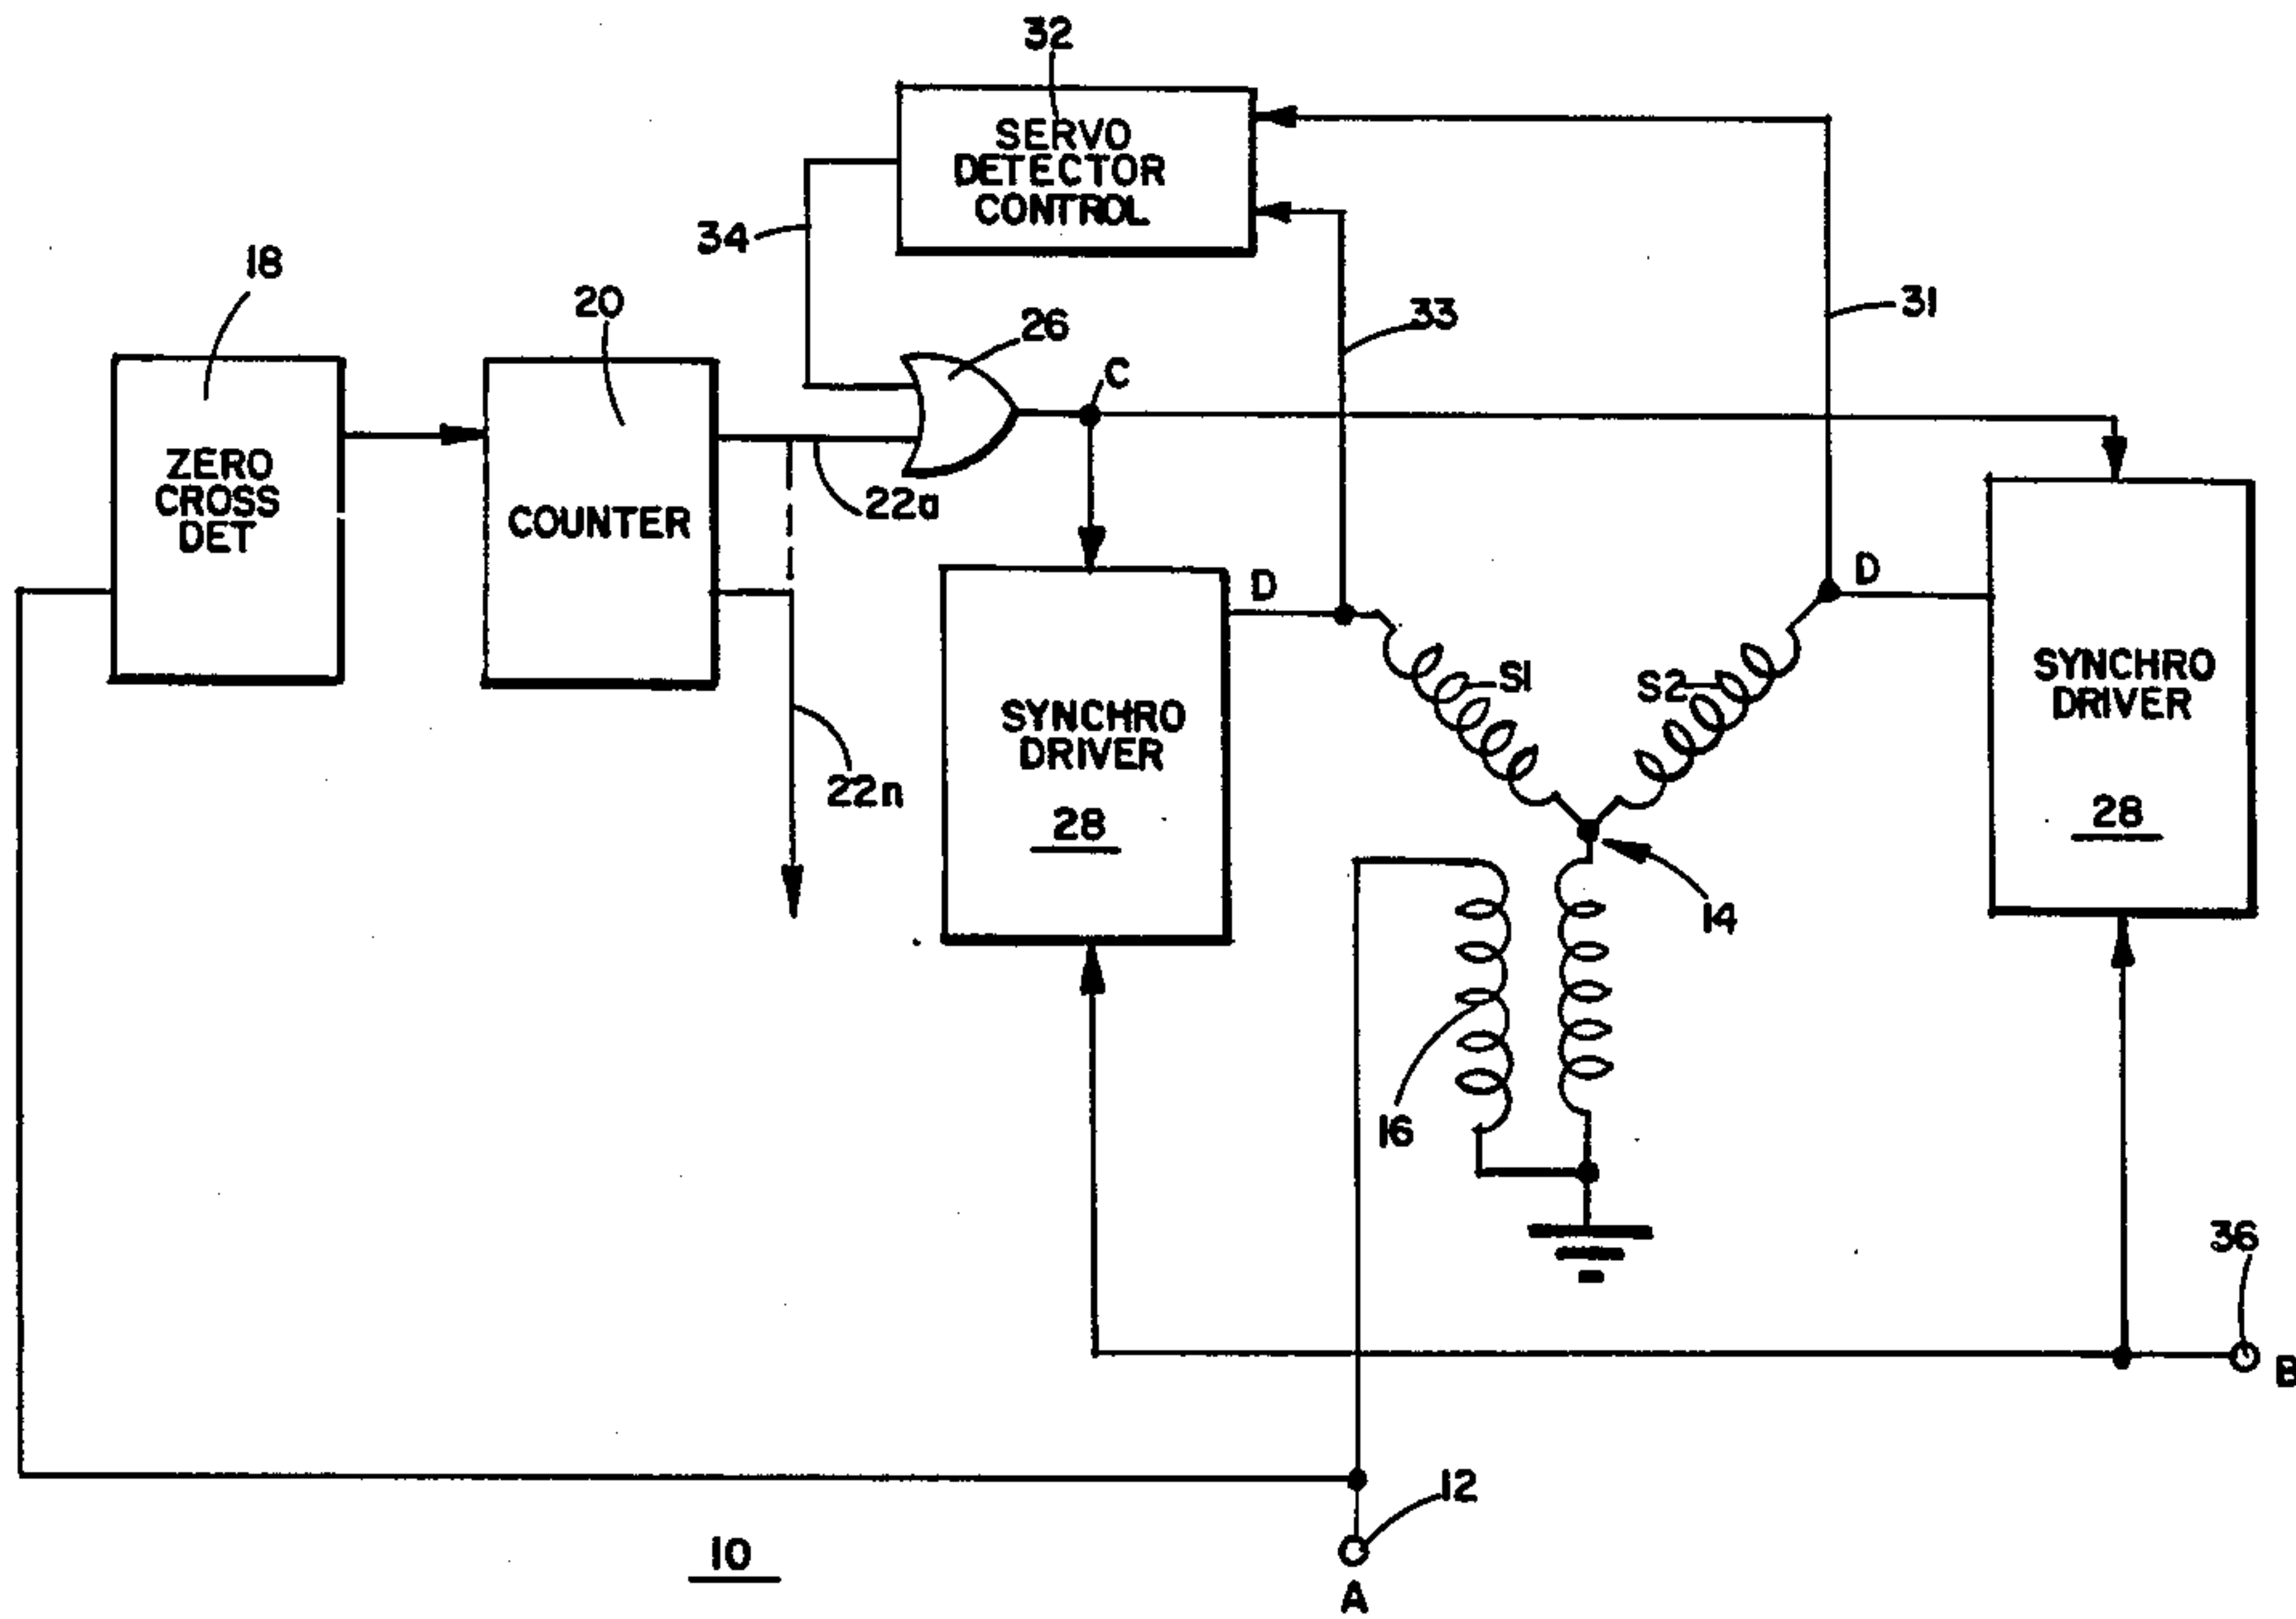 32
SERVO
DETECTOR
CONTROL
34
18
20
26
C
33
31
ZERO
CROSS
DET
COUNTER
22a
22n
D
D
SYNCHRO
DRIVER
28
S1
S2
SYNCHRO
DRIVER
28
14
16
36
B
12
10
A